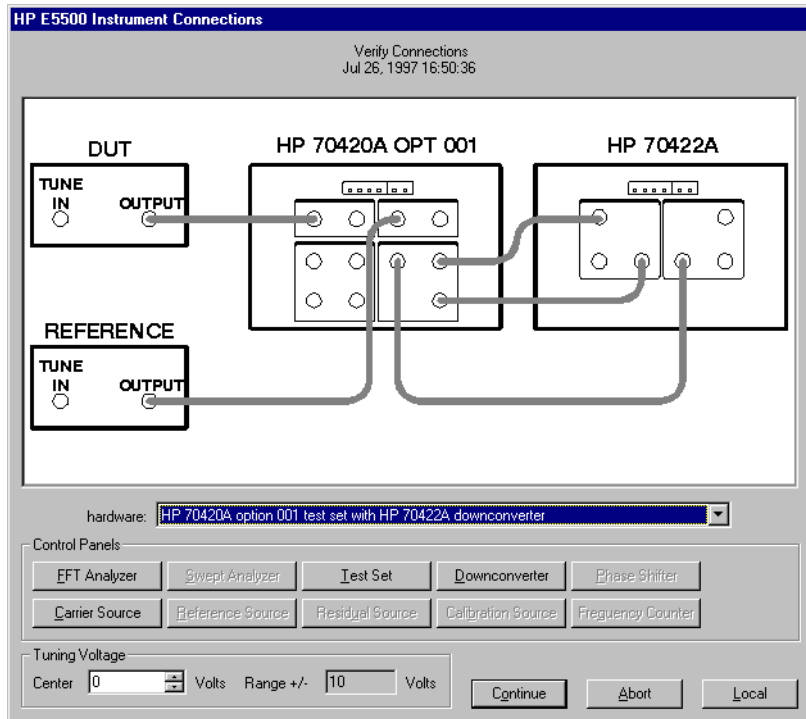 HP E5500 Instrument Connections
Verify Connections
Jul 26, 1997 16:50:36
DUT
HP 70420A OPT 001
HP 70422A
TUNE
IN
OUTPUT
REFERENCE
TUNE
IN
OUTPUT
hardware: HP 70420A option 001 test set with HP 70422A downconverter
Control Panels
FFT Analyzer Swept Analyzer Test Set Downconverter Phase Shifter
Carrier Source Reference Source Residual Source Calibration Source Frequency Counter
Tuning Voltage
Center 0 Volts Range +/- 10 Volts
Continue Abort Local